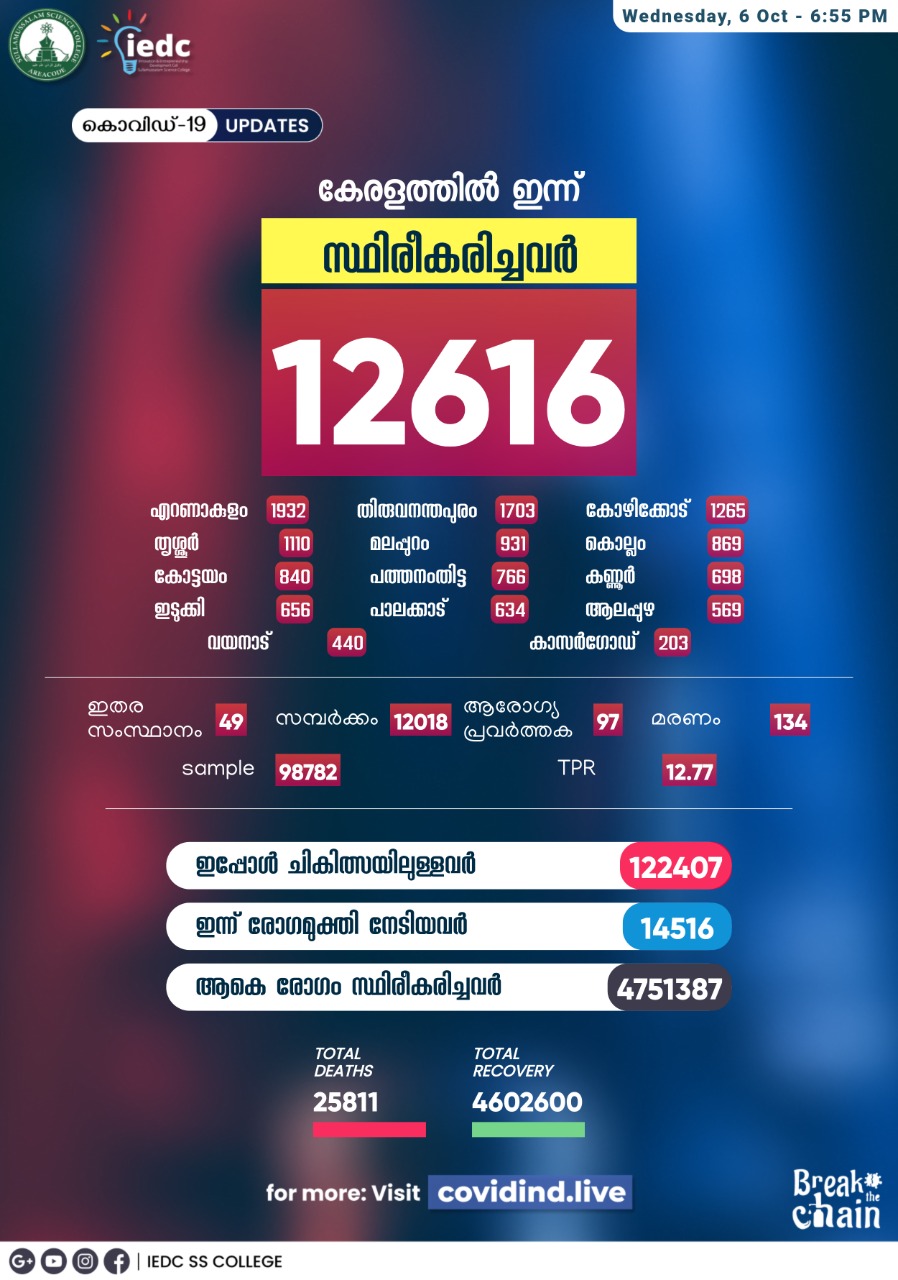 Wednesday, 6 Oct - 6:55 PM
SULLAMUSSALAM SCIENCE COLLEGE
AREACODE
iedc
കൊവിഡ്-19 UPDATES
കേരളത്തിൽ ഇന്ന്
സ്ഥിരീകരിച്ചവർ
12616
എറണാകുളം 1932 തിരുവനന്തപുരം 1703 കോഴിക്കോട് 1265
തൃശ്ശൂർ 1110 മലപ്പുറം 931 കൊല്ലം 869
കോട്ടയം 840 പത്തനംതിട്ട 766 കണ്ണൂർ 698
ഇടുക്കി 656 പാലക്കാട് 634 ആലപ്പുഴ 569
വയനാട് 440 കാസർഗോഡ് 203
ഇതര
സംസ്ഥാനം 49 സമ്പർക്കം 12018 ആരോഗ്യ
പ്രവർത്തക 97 മരണം 134
sample 98782 TPR 12.77
ഇപ്പോൾ ചികിത്സയിലുള്ളവർ 122407
ഇന്ന് രോഗമുക്തി നേടിയവർ 14516
ആകെ രോഗം സ്ഥിരീകരിച്ചവർ 4751387
TOTAL
DEATHS
25811
TOTAL
RECOVERY
4602600
for more: Visit covidind.live
Break
the
chain
G+ f | IEDC SS COLLEGE